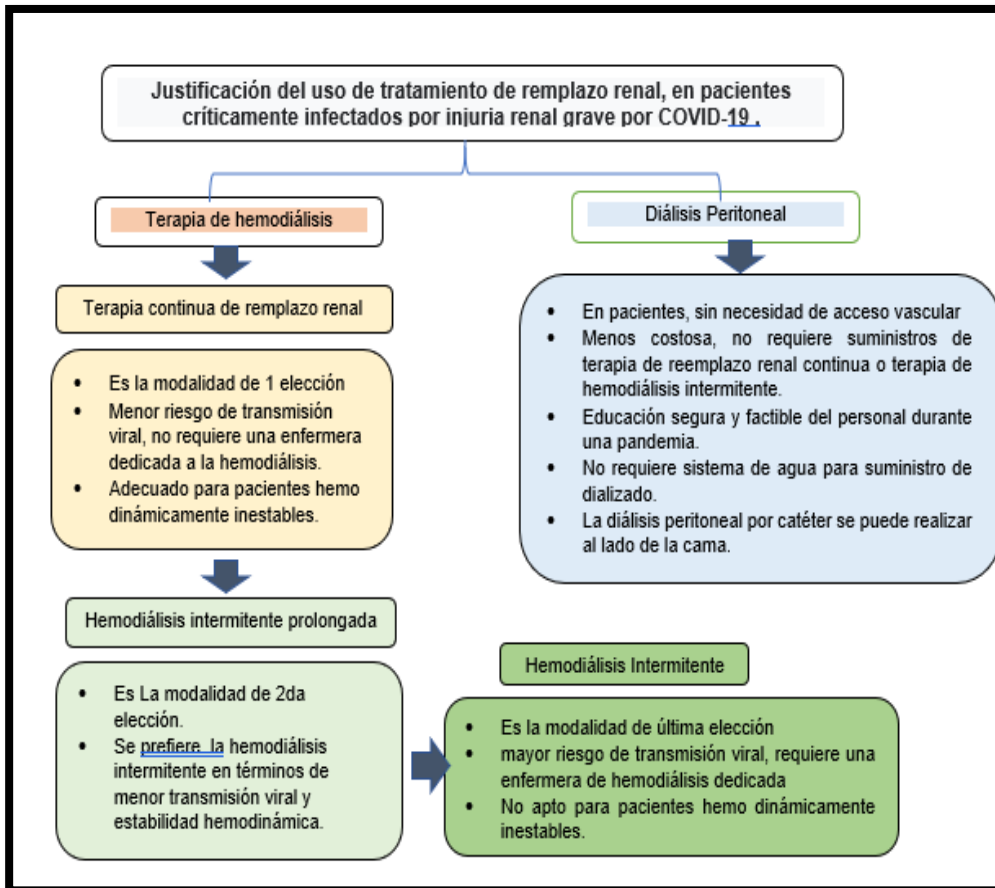 Justificación del uso de tratamiento de remplazo renal, en pacientes
críticamente infectados por injuria renal grave por COVID-19 .
Terapia de hemodiálisis
Terapia continua de remplazo renal
• Es la modalidad de 1 elección
• Menor riesgo de transmisión
viral, no requiere una enfermera
dedicada a la hemodiálisis.
• Adecuado para pacientes hemo
dinámicamente inestables.
Hemodiálisis intermitente prolongada
• Es La modalidad de 2da
elección.
• Se prefiere la hemodiálisis
intermitente en términos de
menor transmisión viral y
estabilidad hemodinámica.
Hemodiálisis Intermitente
• Es la modalidad de última elección
• mayor riesgo de transmisión viral, requiere una
enfermera de hemodiálisis dedicada
• No apto para pacientes hemo dinámicamente
inestables.
Diálisis Peritoneal
• En pacientes, sin necesidad de acceso vascular
• Menos costosa, no requiere suministros de
terapia de reemplazo renal continua o terapia de
hemodiálisis intermitente.
• Educación segura y factible del personal durante
una pandemia.
• No requiere sistema de agua para suministro de
dializado.
• La diálisis peritoneal por catéter se puede realizar
al lado de la cama.